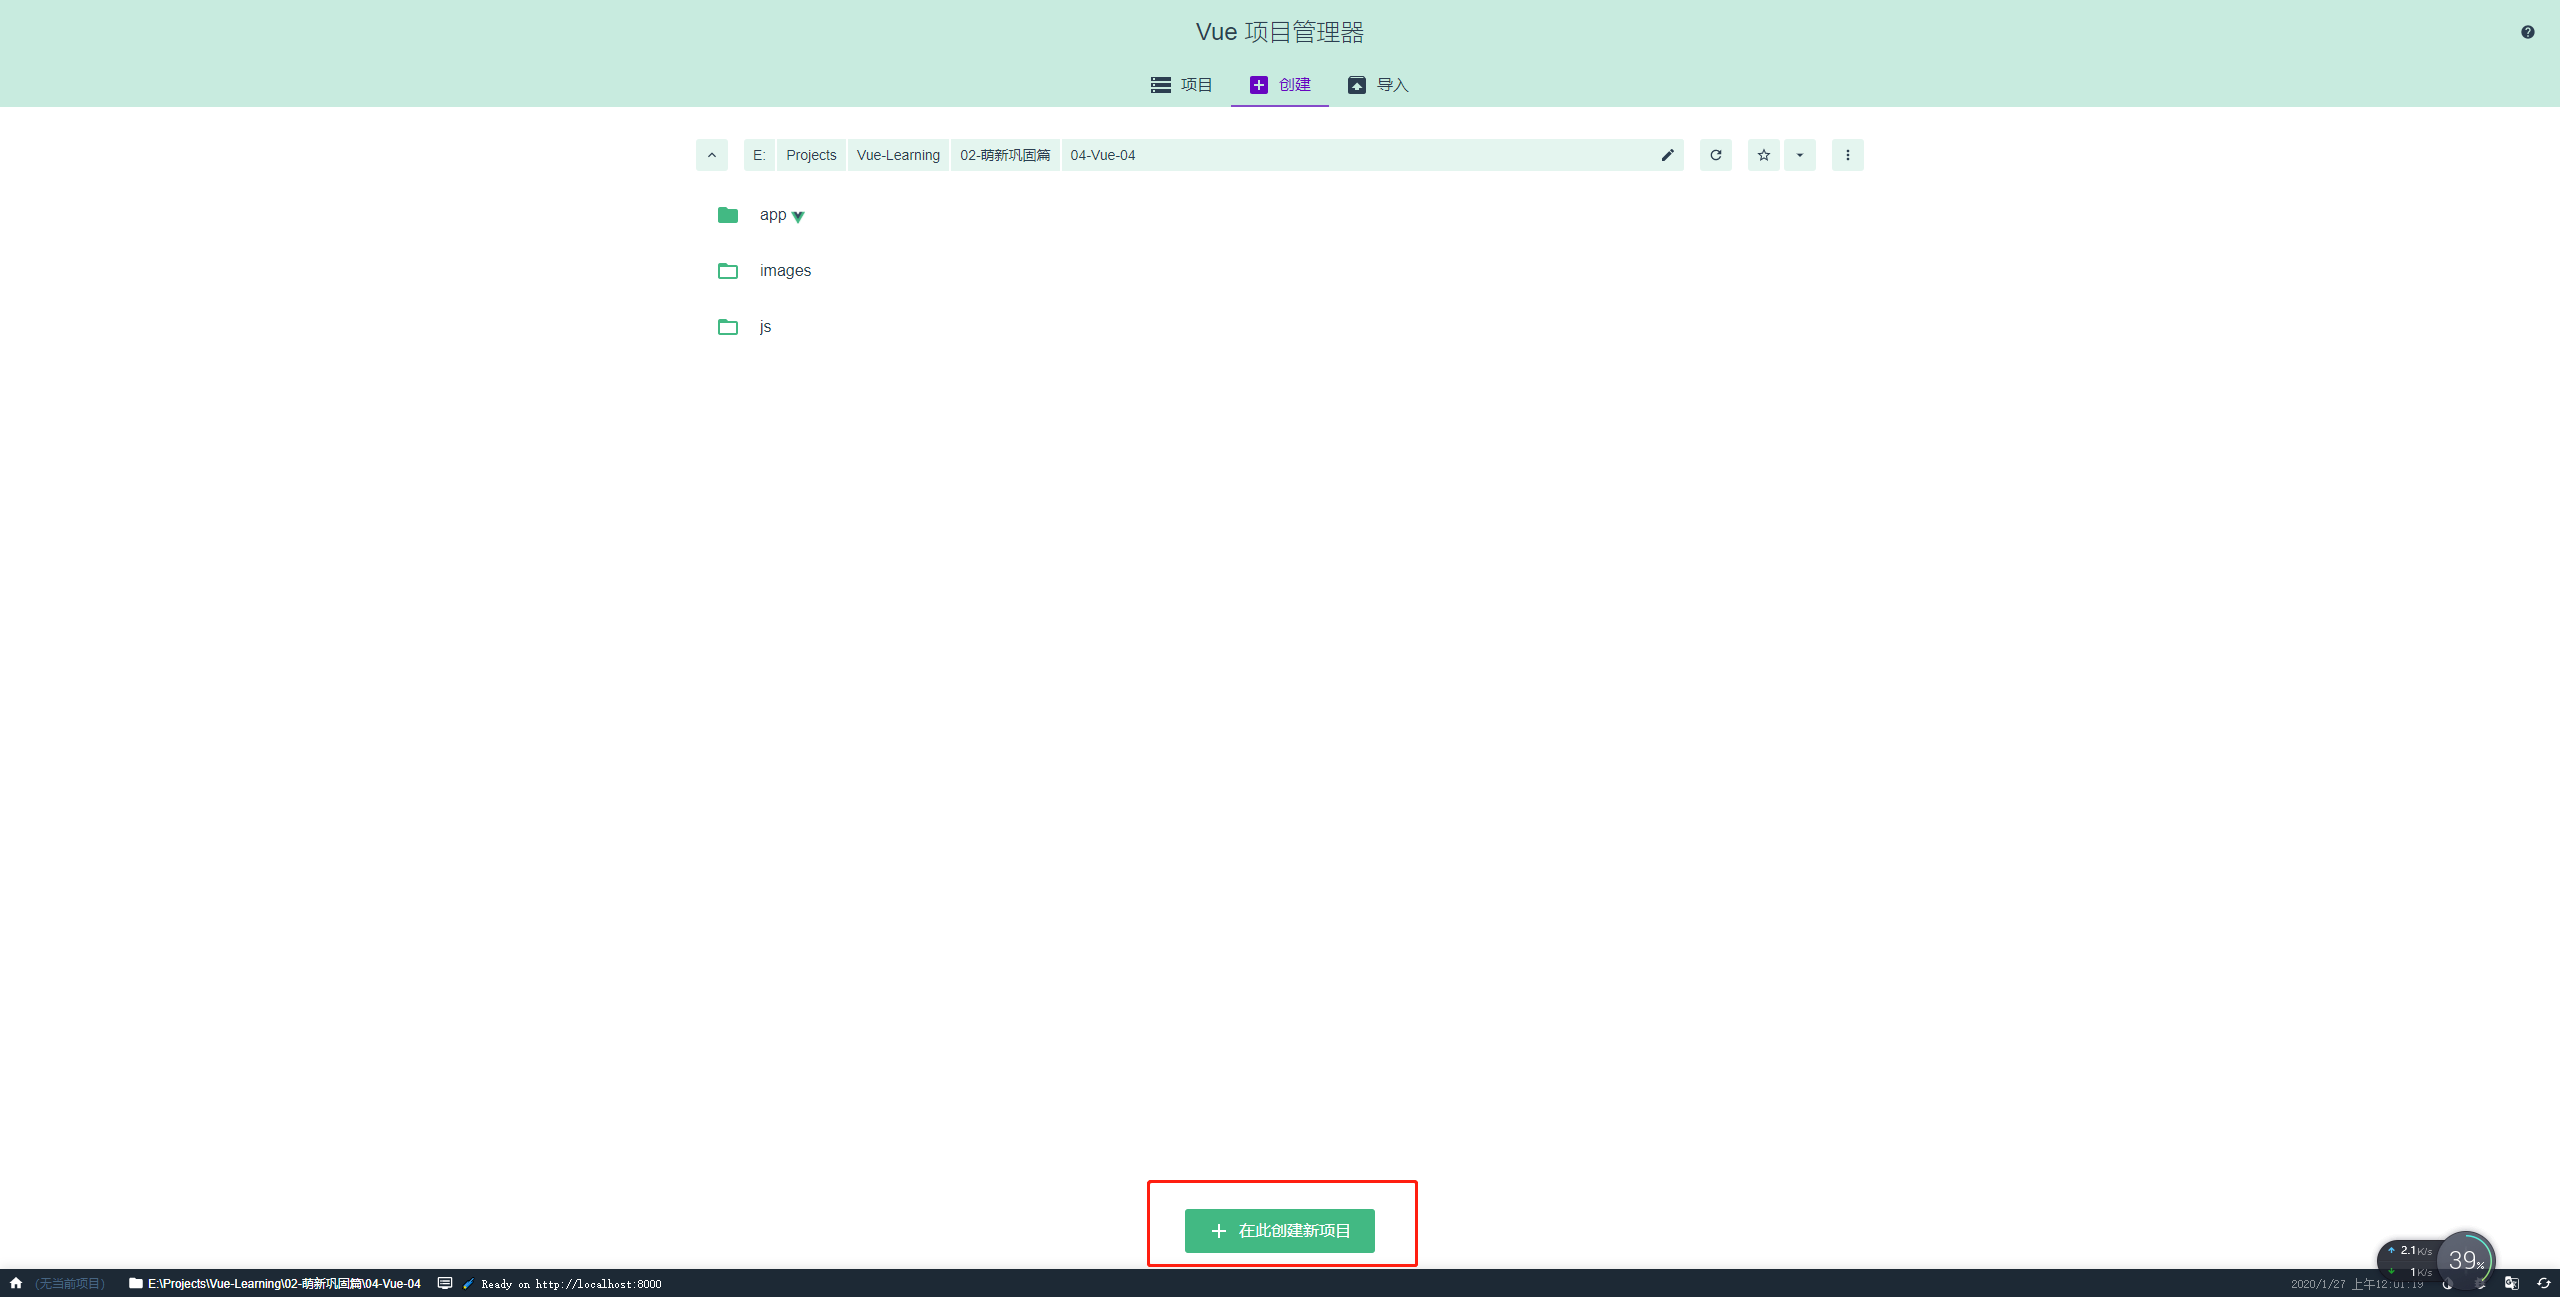 Vue 项目管理器
项目 创建 导入
E: Projects Vue-Learning 02-萌新巩固篇 04-Vue-04
app
images
js
在此创建新项目
2.1K/s
39%
1K/s
(无当前项目) E:\Projects\Vue-Learning\02-萌新巩固篇\04-Vue-04 Ready on http://localhost:8000 2020/1/27 上午12:01:19